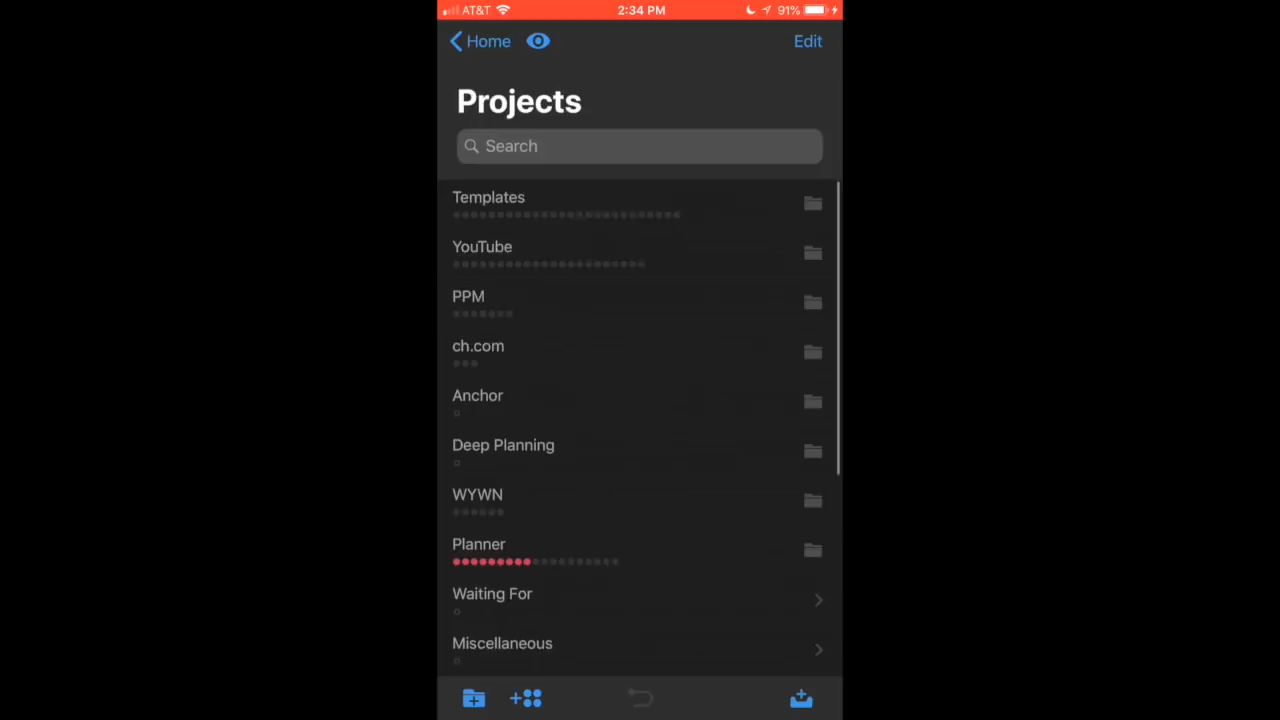 AT&T 2:34 PM 91%
Home Edit
Projects
Search
Templates
YouTube
PPM
ch.com
Anchor
Deep Planning
WYWN
Planner
Waiting For
Miscellaneous